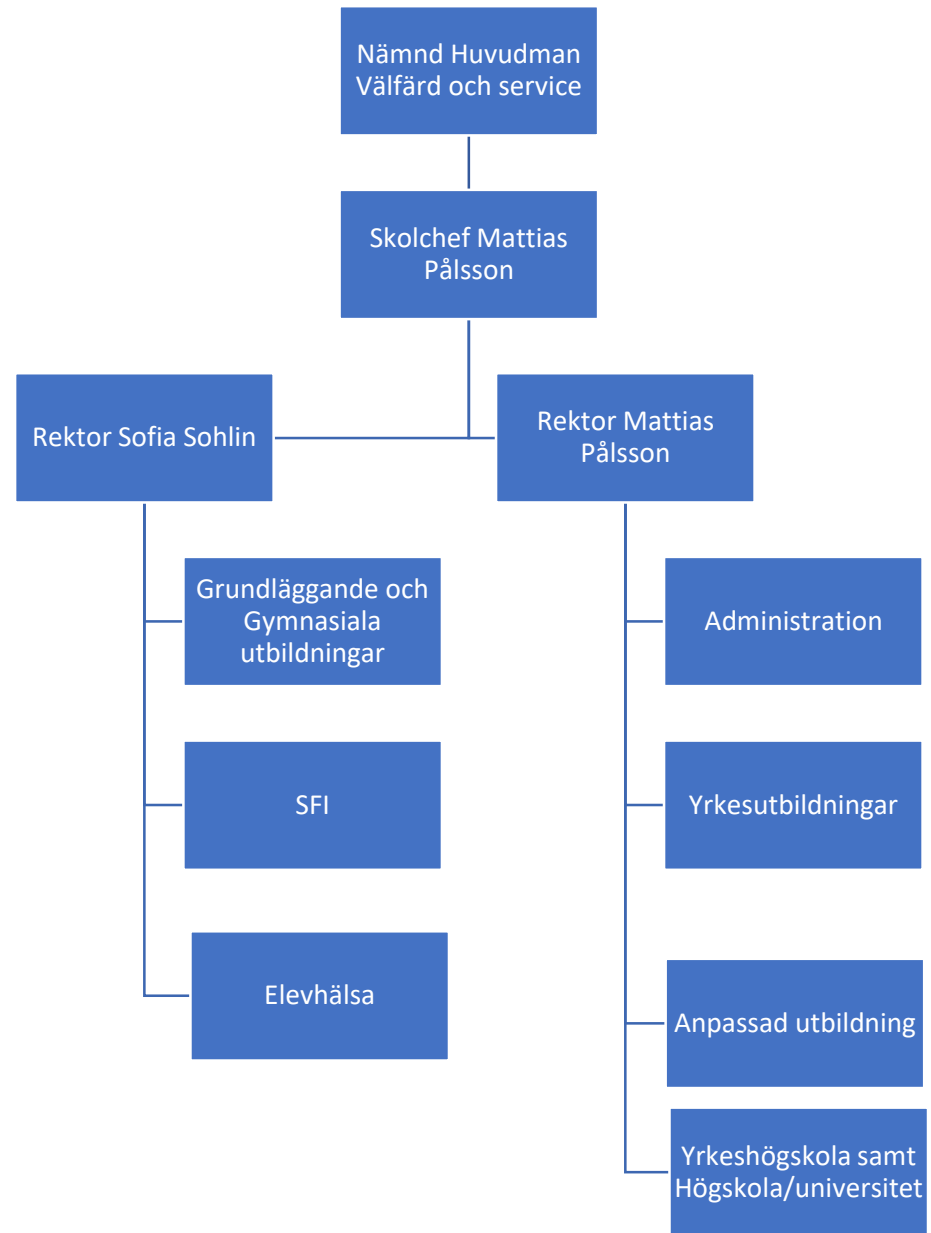 Nämnd Huvudman
Välfärd och service
Skolchef Mattias
Pålsson
Rektor Sofia Sohlin
Rektor Mattias
Pålsson
Grundläggande och
Gymnasiala
utbildningar
SFI
Elevhälsa
Administration
Yrkesutbildningar
Anpassad utbildning
Yrkeshögskola samt
Högskola/universitet